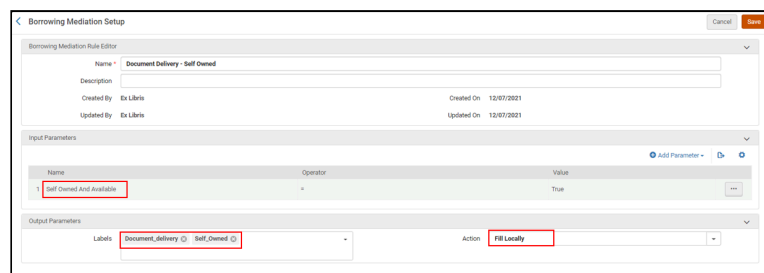 Borrowing Mediation Setup
Cancel
Save
Borrowing Mediation Rule Editor
Name * Document Delivery - Self Owned
Description
Created By Ex Libris Created On 12/07/2021
Updated By Ex Libris Updated On 12/07/2021
Input Parameters
Add Parameter
Name Operator Value
1 Self Owned And Available = True
Output Parameters
Labels Document_delivery Self_Owned Action Fill Locally